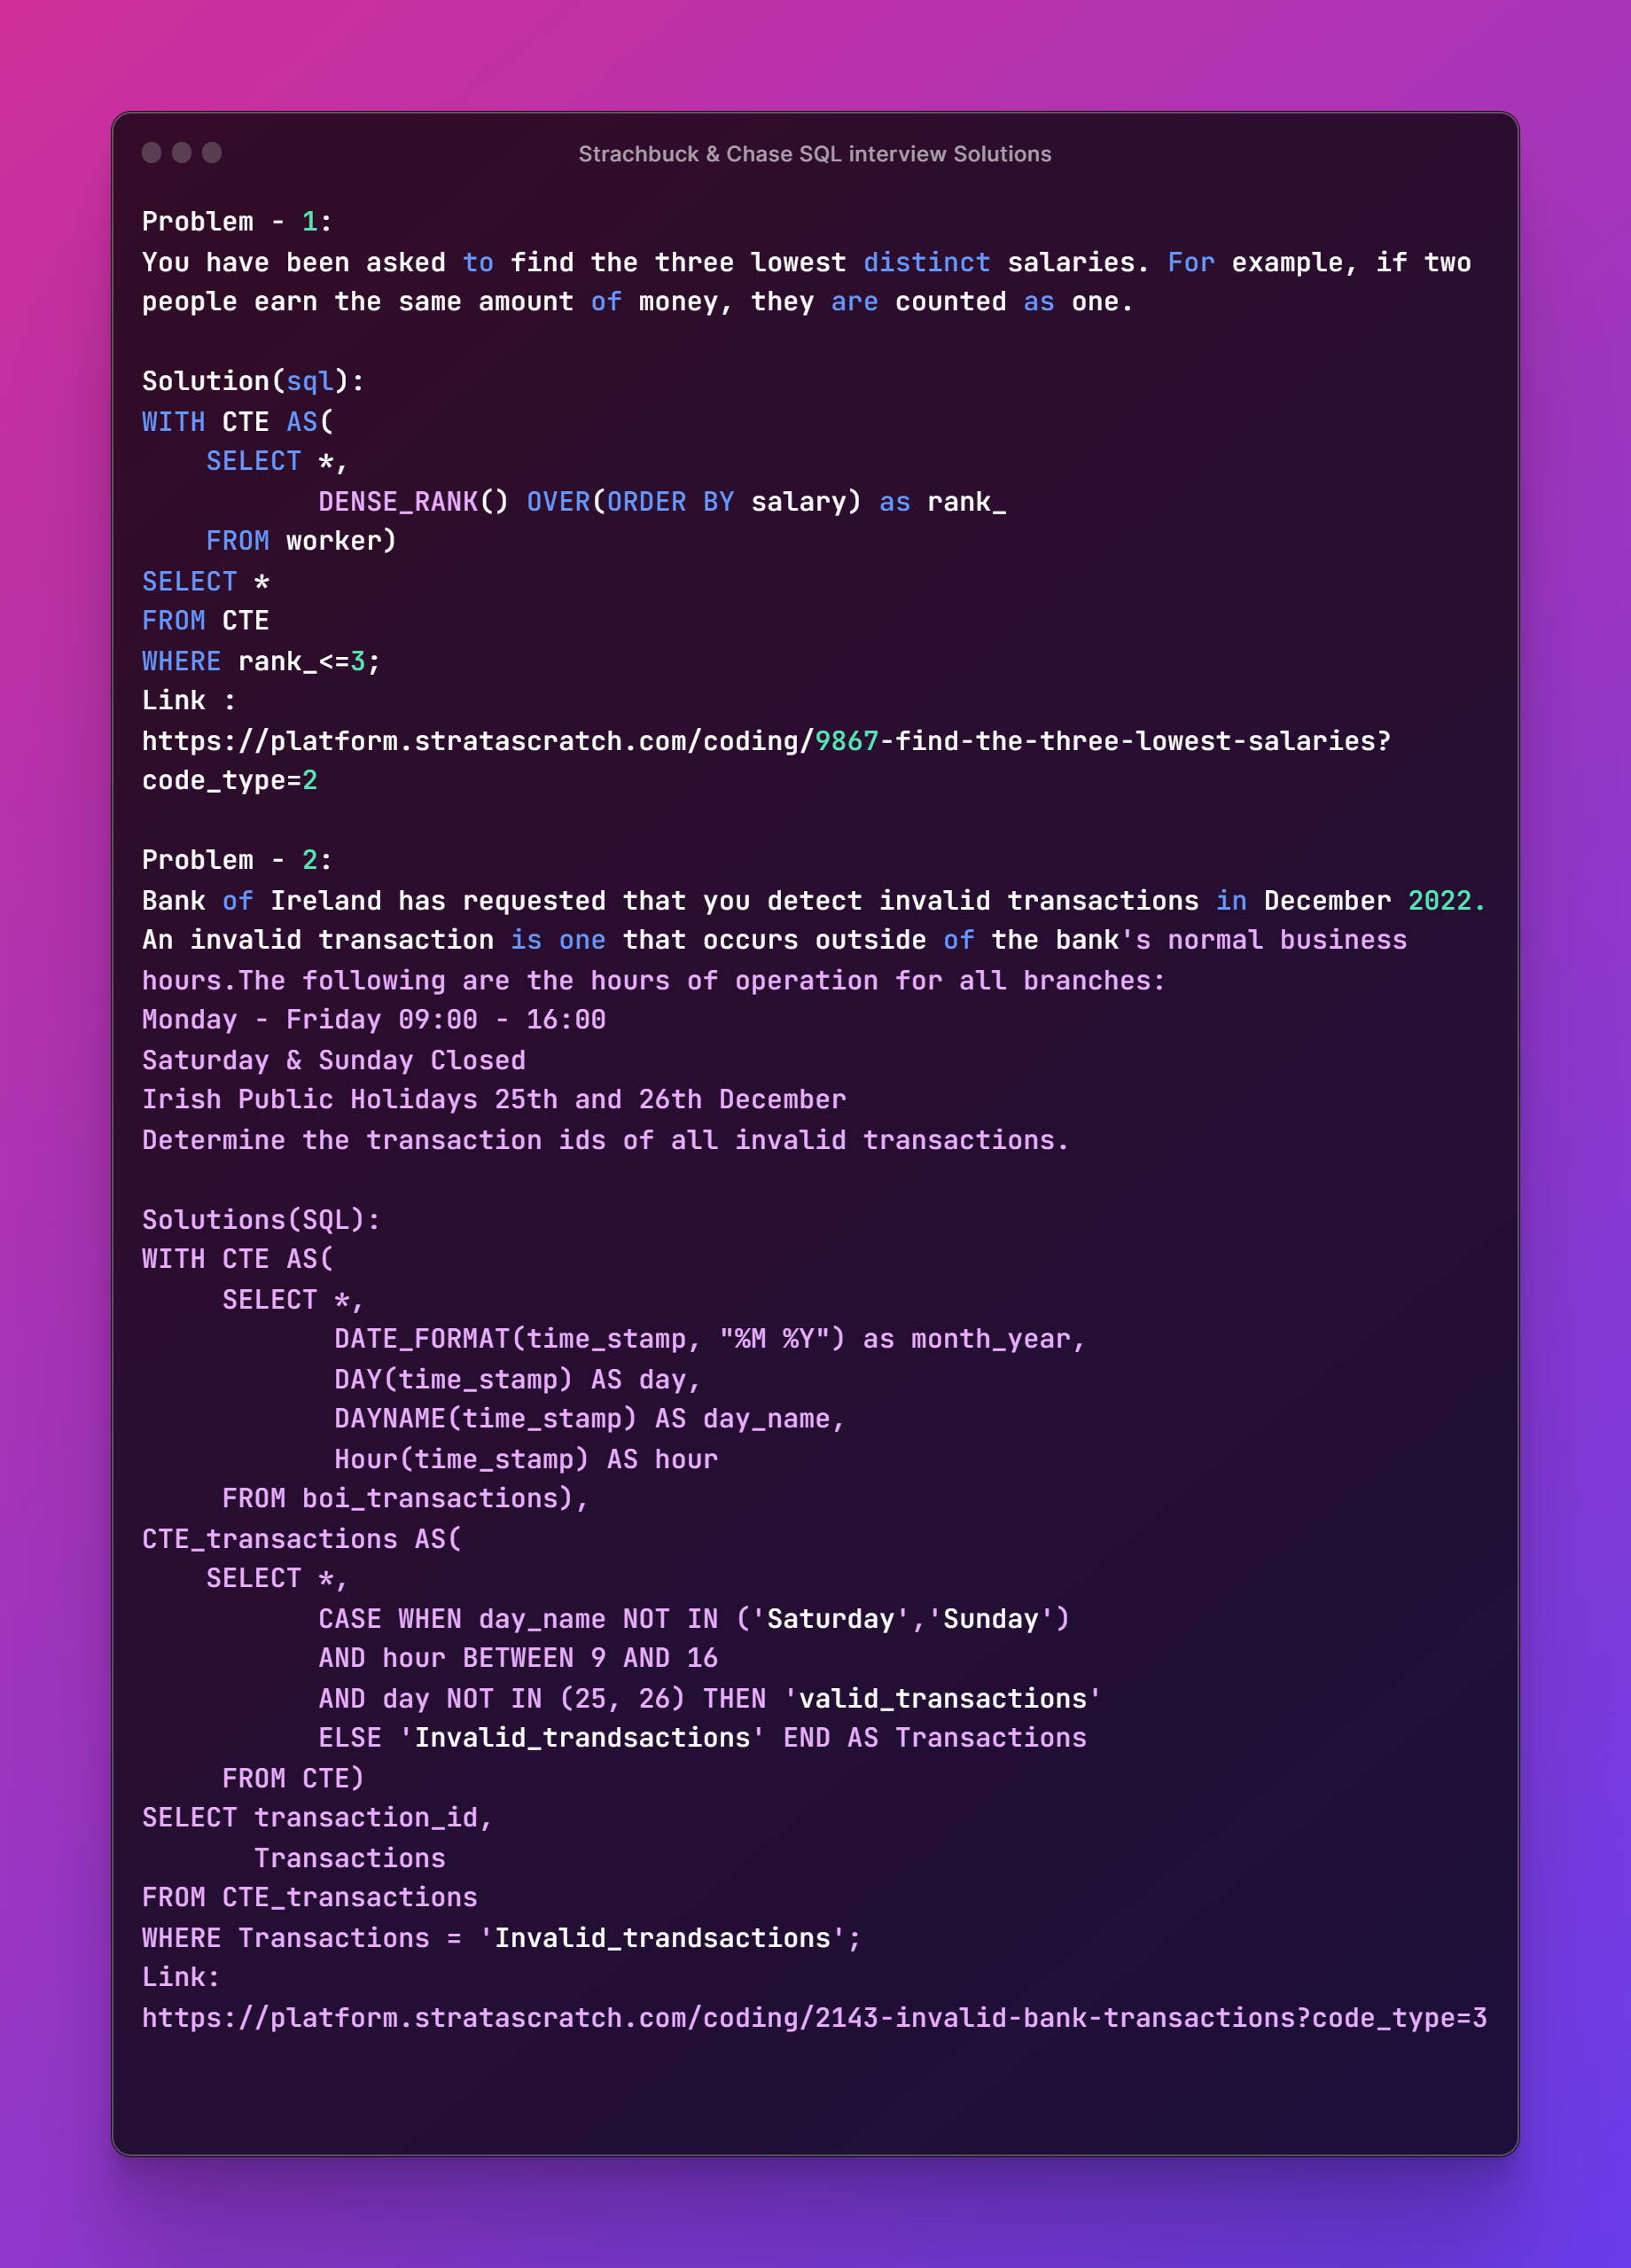 Strachbuck & Chase SQL interview Solutions
Problem - 1:
You have been asked to find the three lowest distinct salaries. For example, if two
people earn the same amount of money, they are counted as one.
Solution(sql):
WITH CTE AS(
SELECT *,
DENSE_RANK() OVER(ORDER BY salary) as rank_
FROM worker)
SELECT *
FROM CTE
WHERE rank_<=3;
Link :
https://platform.stratascratch.com/coding/9867-find-the-three-lowest-salaries?
code_type=2
Problem - 2:
Bank of Ireland has requested that you detect invalid transactions in December 2022.
An invalid transaction is one that occurs outside of the bank's normal business
hours.The following are the hours of operation for all branches:
Monday - Friday 09:00 - 16:00
Saturday & Sunday Closed
Irish Public Holidays 25th and 26th December
Determine the transaction ids of all invalid transactions.
Solutions(SQL):
WITH CTE AS(
SELECT *,
DATE_FORMAT(time_stamp, "%M %Y") as month_year,
DAY(time_stamp) AS day,
DAYNAME(time_stamp) AS day_name,
Hour(time_stamp) AS hour
FROM boi_transactions),
CTE_transactions AS(
SELECT *,
CASE WHEN day_name NOT IN ('Saturday','Sunday')
AND hour BETWEEN 9 AND 16
AND day NOT IN (25, 26) THEN 'valid_transactions'
ELSE 'Invalid_trandsactions' END AS Transactions
FROM CTE)
SELECT transaction_id,
Transactions
FROM CTE_transactions
WHERE Transactions = 'Invalid_trandsactions';
Link:
https://platform.stratascratch.com/coding/2143-invalid-bank-transactions?code_type=3